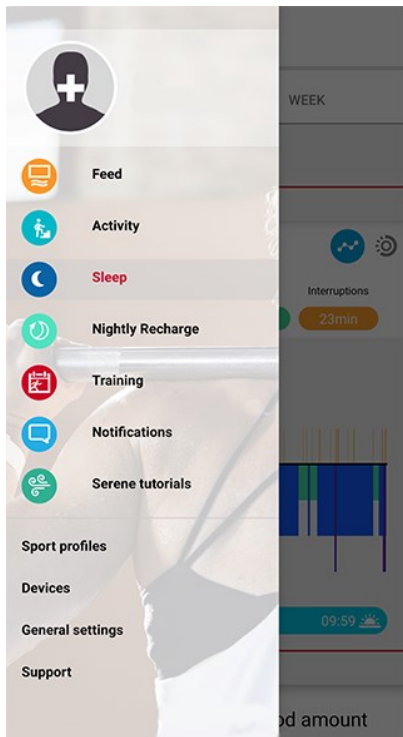 WEEK
Feed
Activity
Sleep
Interruptions
Nightly Recharge
23min
Training
Notifications
Serene tutorials
Sport profiles
Devices
General settings
09:59
Support
amount